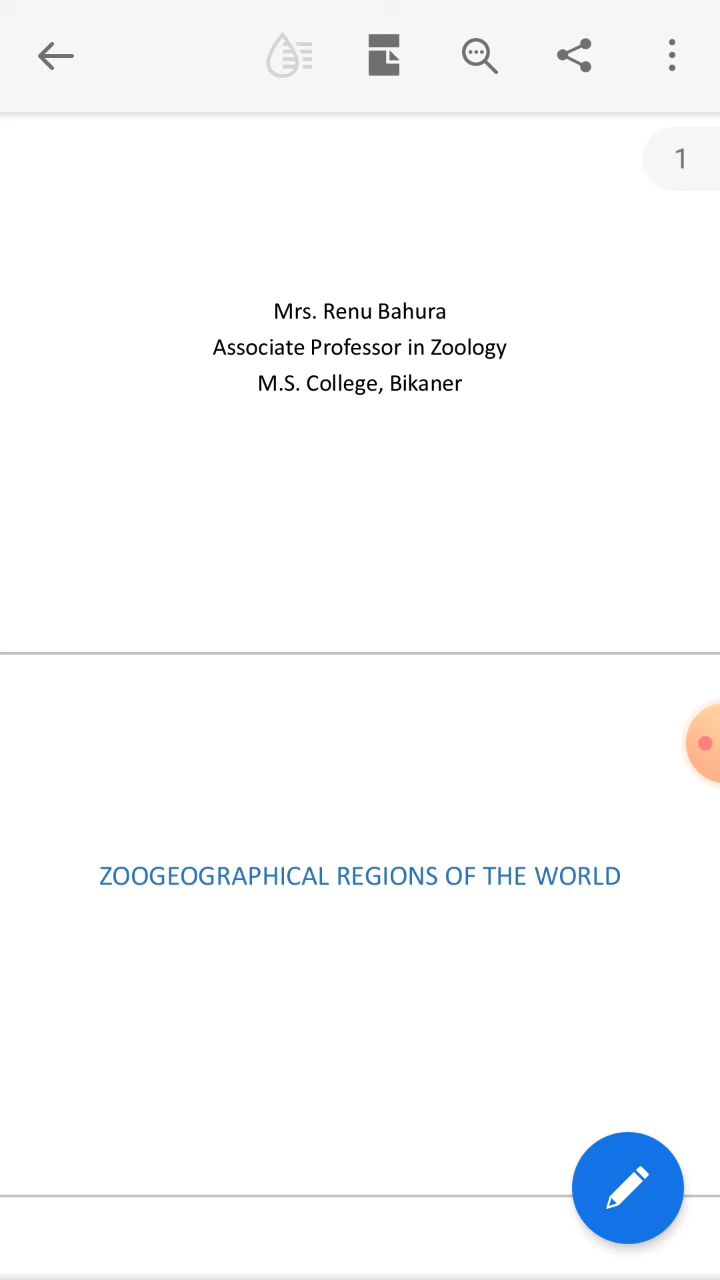 1
Mrs. Renu Bahura
Associate Professor in Zoology
M.S. College, Bikaner
ZOOGEOGRAPHICAL REGIONS OF THE WORLD